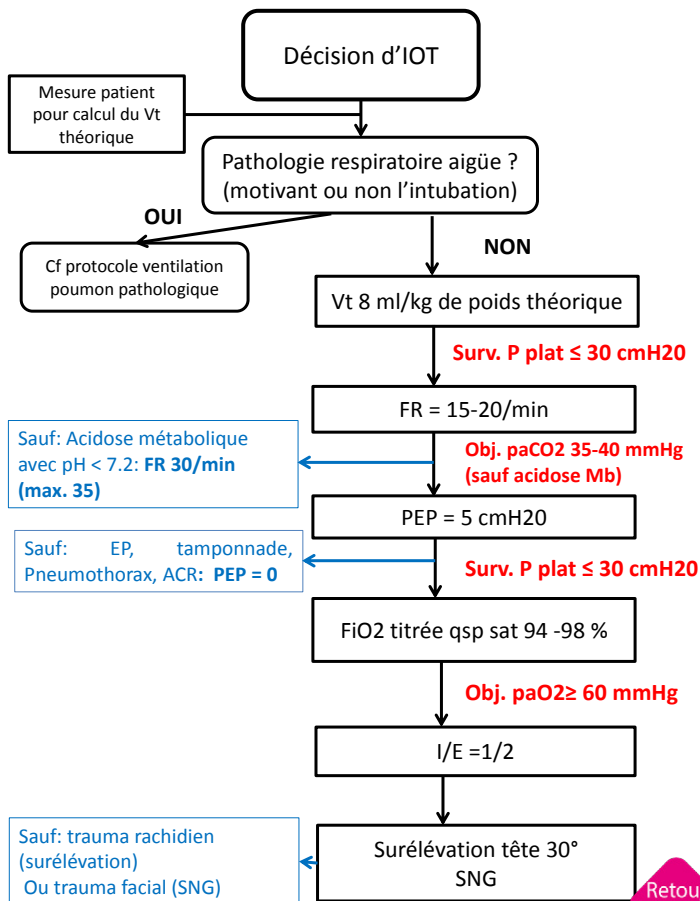 Décision d'IOT
Mesure patient
pour calcul du Vt
théorique
Pathologie respiratoire aigüe ?
(motivant ou non l'intubation)
OUI
NON
Cf protocole ventilation
poumon pathologique
Vt 8 ml/kg de poids théorique
Surv. P plat ≤ 30 cmH20
FR = 15-20/min
Sauf: Acidose métabolique
avec pH < 7.2: FR 30/min
(max. 35)
Obj. paCO2 35-40 mmHg
(sauf acidose Mb)
PEP = 5 cmH20
Sauf: EP, tamponnade,
Pneumothorax, ACR: PEP = 0
Surv. P plat ≤ 30 cmH20
FiO2 titrée qsp sat 94 -98 %
Obj. paO2≥ 60 mmHg
I/E =1/2
Sauf: trauma rachidien
(surélévation)
Ou trauma facial (SNG)
Surélévation tête 30°
SNG
Retou